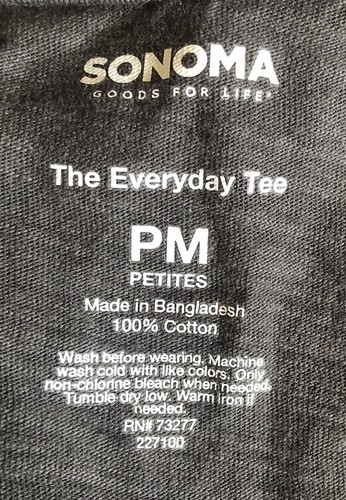 SONOMA
GOODS FOR LIFE®
The Everyday Tee
PM
PETITES
Made in Bangladesh
100% Cotton
Wash before wearing. Machine
wash cold with like colors. Only
non-chlorine bleach when needed.
Tumble dry low. Warm iron if
needed.
RN# 73277
227100